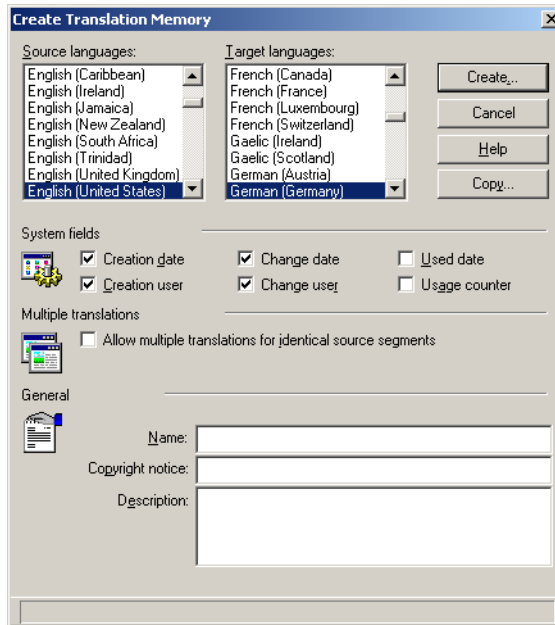 Create Translation Memory
Source languages:
English (Caribbean)
English (Ireland)
English (Jamaica)
English (New Zealand)
English (South Africa)
English (Trinidad)
English (United Kingdom)
English (United States)
Target languages:
French (Canada)
French (France)
French (Luxembourg)
French (Switzerland)
Gaelic (Ireland)
Gaelic (Scotland)
German (Austria)
German (Germany)
Create...
Cancel
Help
Copy...
System fields
Creation date
Change date
Used date
Creation user
Change user
Usage counter
Multiple translations
Allow multiple translations for identical source segments
General
Name:
Copyright notice:
Description: